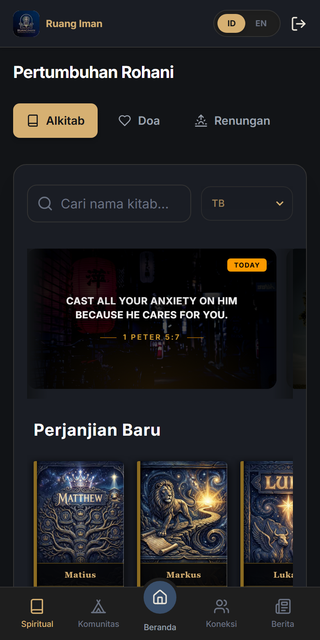 Ruang Iman
ID EN
Pertumbuhan Rohani
Alkitab Doa Renungan
Cari nama kitab... TB
TODAY
CAST ALL YOUR ANXIETY ON HIM
BECAUSE HE CARES FOR YOU.
1 PETER 5:7
Perjanjian Baru
MATTHEW
Matius Markus
Spiritual Komunitas Beranda Koneksi Berita